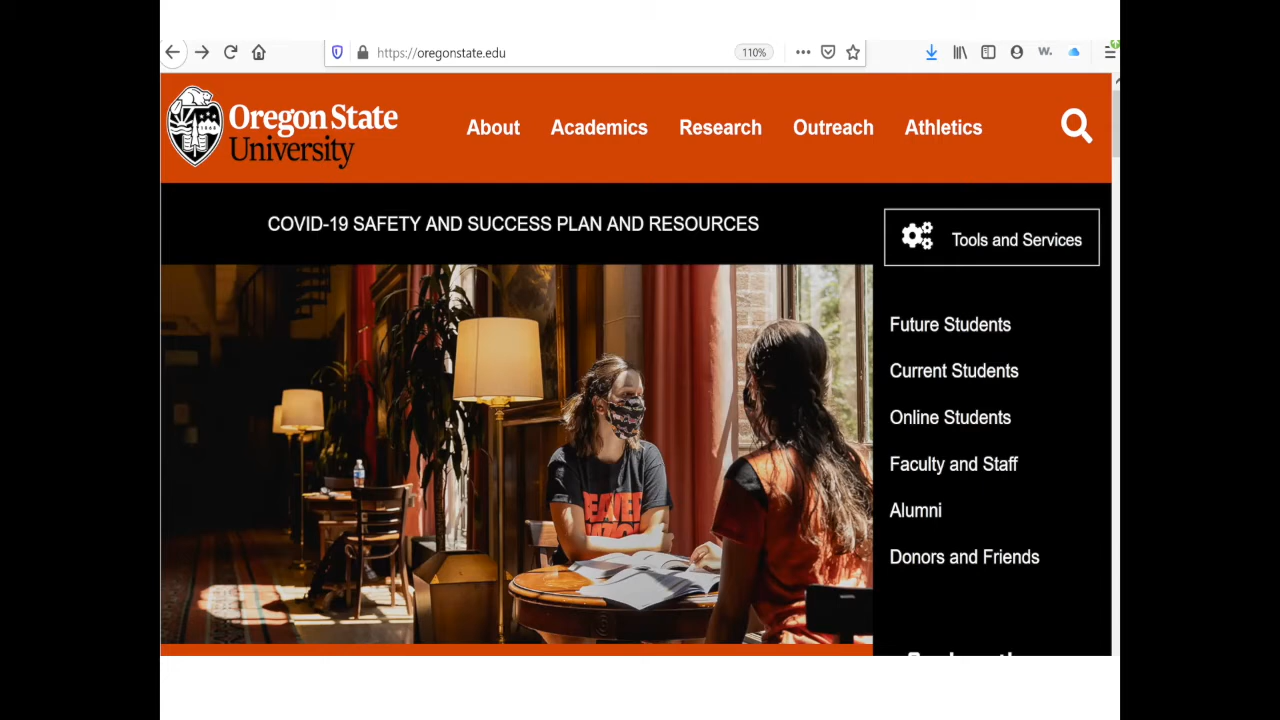 https://oregonstate.edu
110%
W.
Oregon State
University
About Academics Research Outreach Athletics
COVID-19 SAFETY AND SUCCESS PLAN AND RESOURCES
Tools and Services
Future Students
Current Students
Online Students
Faculty and Staff
Alumni
Donors and Friends